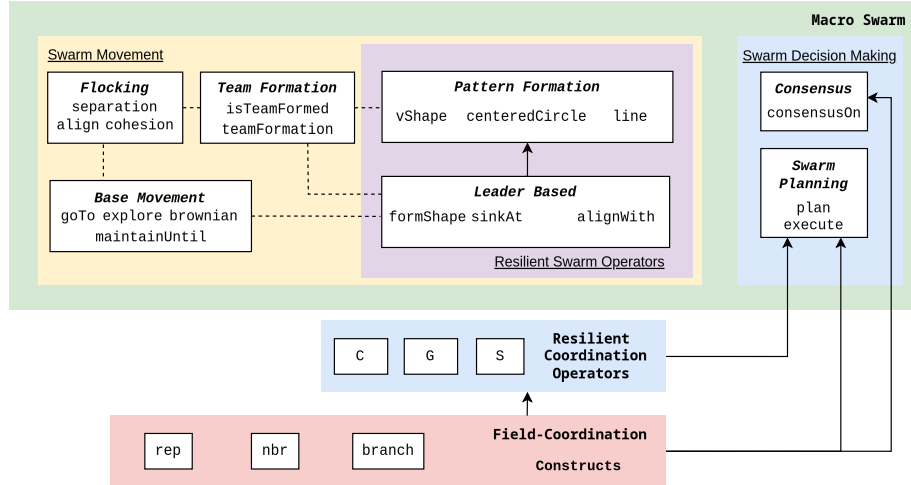 Macro Swarm
Swarm Movement
Flocking
separation
align cohesion
Team Formation
isTeamFormed
teamFormation
Base Movement
goTo explore brownian
maintainUntil
Pattern Formation
vShape centeredCircle line
Leader Based
formShape sinkAt alignWith
Resilient Swarm Operators
Swarm Decision Making
Consensus
consensusOn
Swarm
Planning
plan
execute
C G S
Resilient
Coordination
Operators
rep nbr branch
Field-Coordination
Constructs